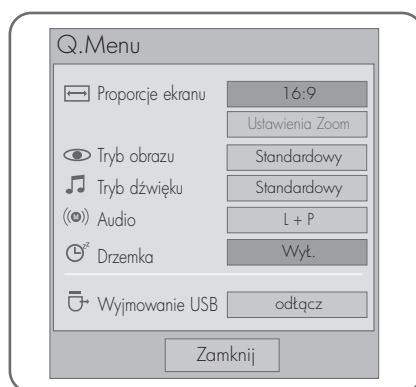 Q.Menu
Proporcje ekranu 16:9
Ustawienia Zoom
Tryb obrazu Standardowy
Tryb dźwięku Standardowy
Audio L + P
Drzemka Wył.
Wyjmowanie USB odłącz
Zamknij